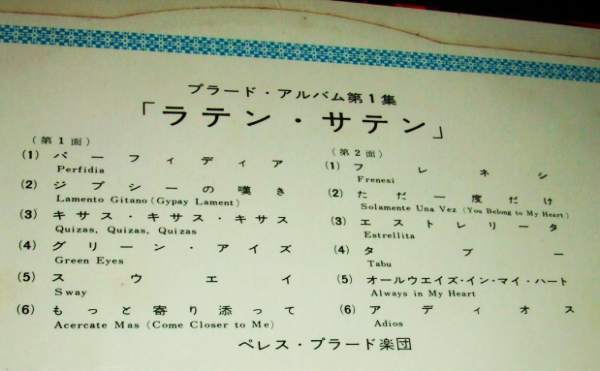 プラード・アルバム第1集
「ラテン・サテン」
(第1面)
(1) パーフィディア
Perfidia
(2) ジプシーの嘆き
Lamento Gitano (Gypay Lament)
(3) キサス・キサス・キサス
Quizas, Quizas, Quizas
(4) グリーン・アイズ
Green Eyes
(5) スウェイ
Sway
(6) もっと寄り添って
Acercate Mas (Come Closer to Me)
(第2面)
(1) フレネシ
Frenexi
(2) ただ一度だけ
Solamente Una Vez (You Belong to My Heart)
(3) エストレリータ
Estrellita
(4) タブー
Tabu
(5) オールウエイズ・イン・マイ・ハート
Always in My Heart
(6) アディオス
Adios
ペレス・プラード楽団